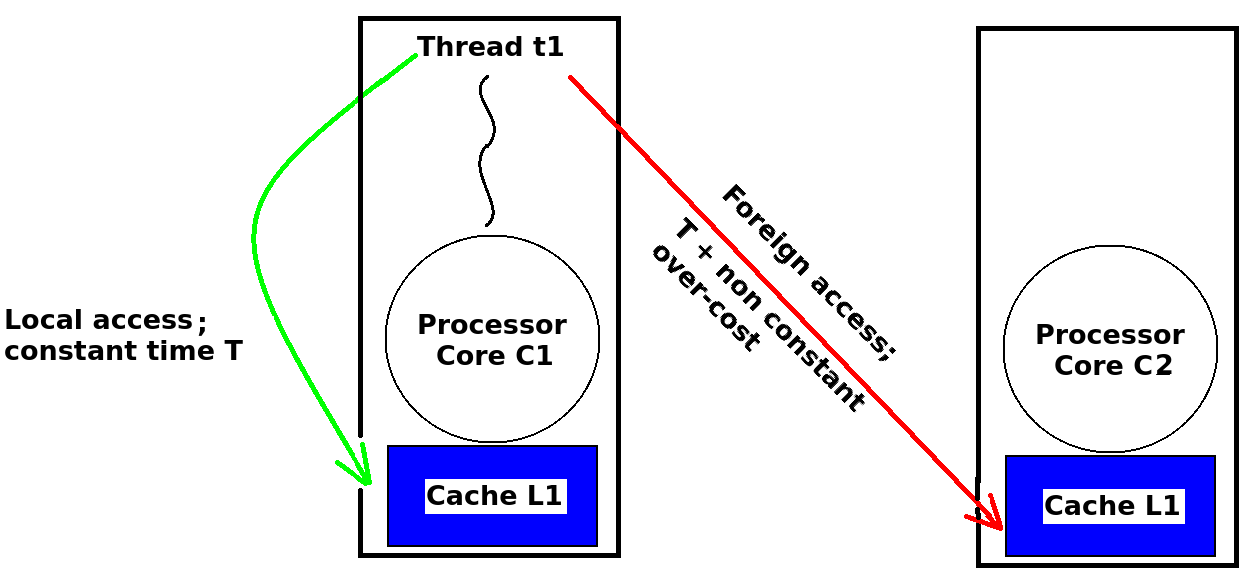 Thread t1
Local access;
constant time T
Processor
Core C1
Cache L1
Foreign access;
T + non constant
over-cost
Processor
Core C2
Cache L1